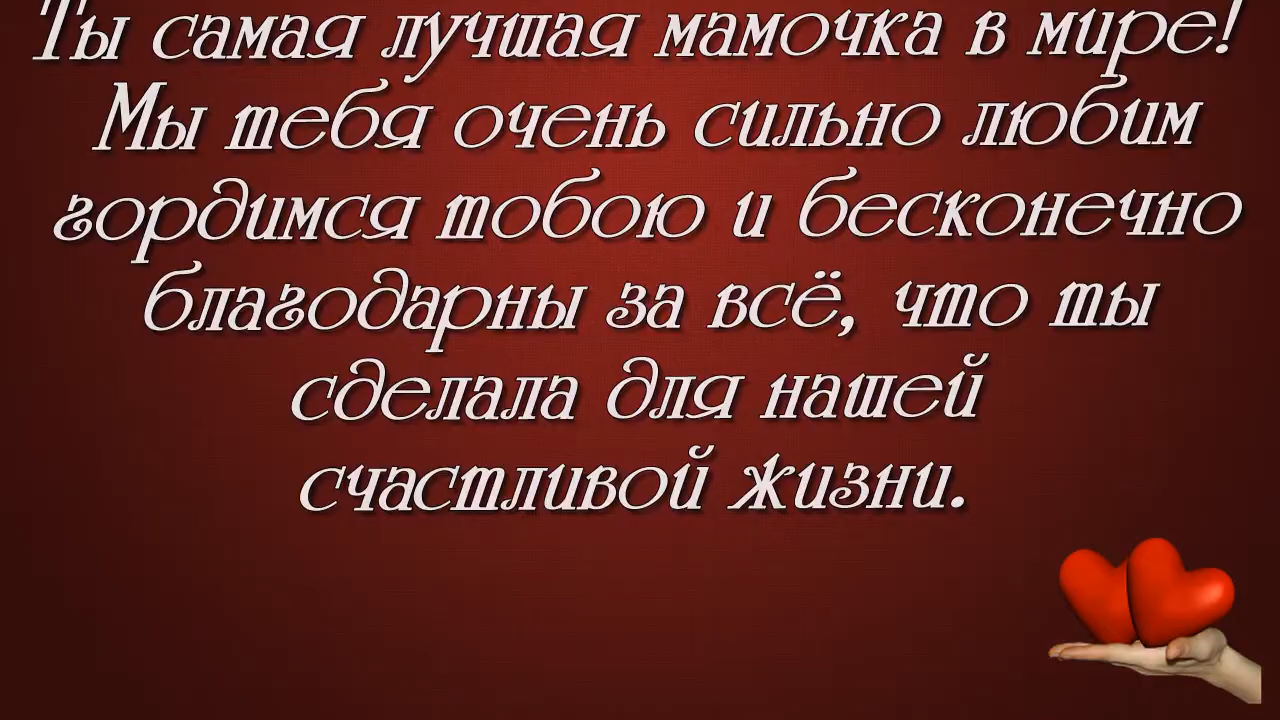 Ты самая лучшая мамочка в мире!
Мы тебя очень сильно любим
гордимся тобою и бесконечно
благодарны за всё, что ты
сделала для нашей
счастливой жизни.